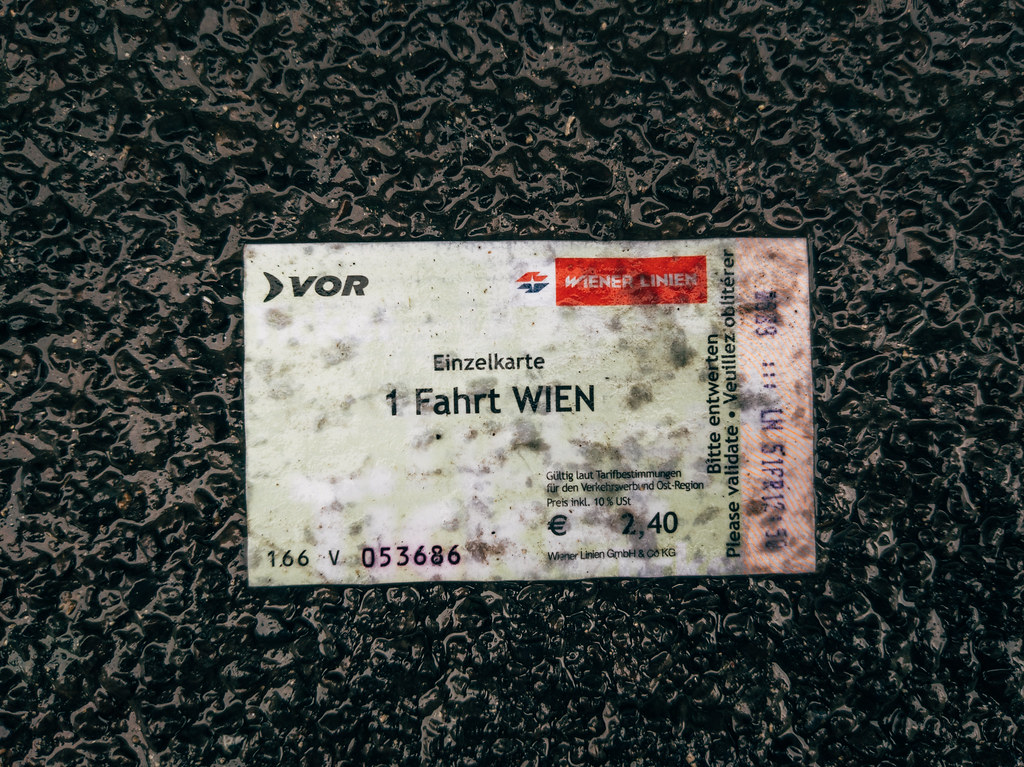 VOR
WIENER LINIEN
Einzelkarte
1 Fahrt WIEN
Gültig laut Tarifbestimmungen
für den Verkehrsverbund Ost-Region
Preis inkl. 10 % USt
€ 2,40
Wiener Linien GmbH & Co KG
166 V 053686
Bitte entwerten
Please validate • Veuillez oblitérer